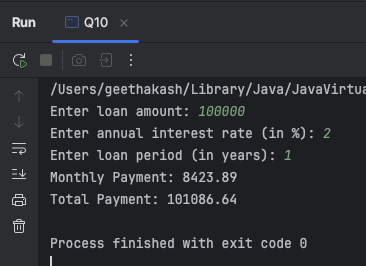 Run
Q10
/Users/geethakash/Library/Java/JavaVirtua
Enter loan amount: 100000
Enter annual interest rate (in %): 2
Enter loan period (in years): 1
Monthly Payment: 8423.89
Total Payment: 101086.64
Process finished with exit code 0